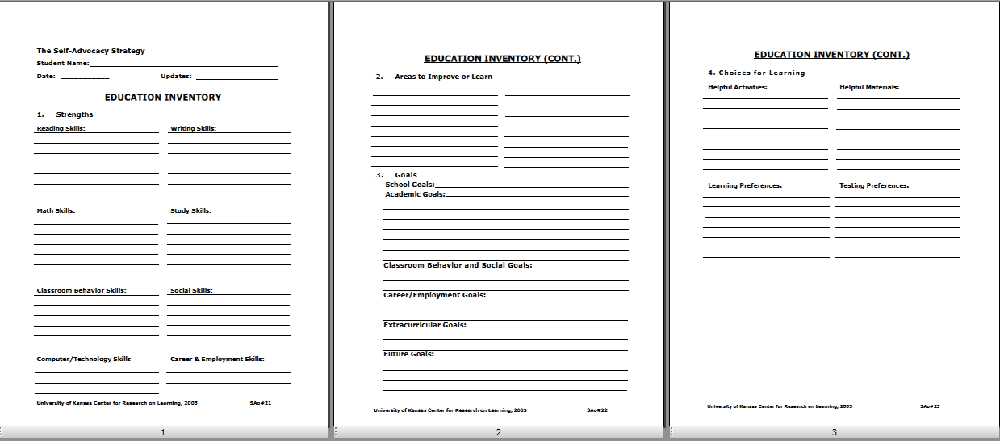 The Self-Advocacy Strategy
Student Name:
Date: ____________ Updates:
EDUCATION INVENTORY
1. Strengths
Reading Skills: Writing Skills:
Math Skills: Study Skills:
Classroom Behavior Skills: Social Skills:
Computer/Technology Skills Career & Employment Skills:
University of Kansas Center for Research on Learning, 2003 SAo#21
1
EDUCATION INVENTORY (CONT.)
2. Areas to Improve or Learn
3. Goals
School Goals:
Academic Goals:
Classroom Behavior and Social Goals:
Career/Employment Goals:
Extracurricular Goals:
Future Goals:
University of Kansas Center for Research on Learning, 2003 SAo#22
2
EDUCATION INVENTORY (CONT.)
4. Choices for Learning
Helpful Activities: Helpful Materials:
Learning Preferences: Testing Preferences:
University of Kansas Center for Research on Learning, 2003 SAo#23
3